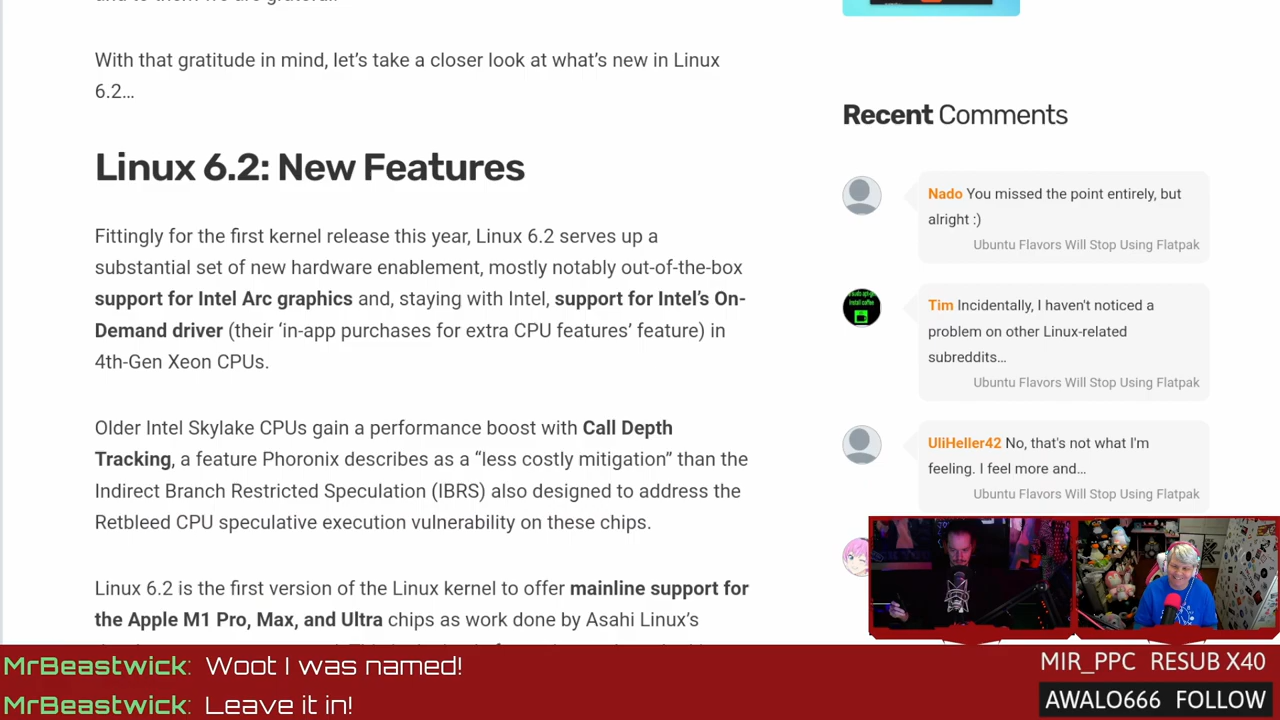 With that gratitude in mind, let's take a closer look at what's new in Linux
6.2…
Linux 6.2: New Features
Fittingly for the first kernel release this year, Linux 6.2 serves up a
substantial set of new hardware enablement, mostly notably out-of-the-box
support for Intel Arc graphics and, staying with Intel, support for Intel's On-
Demand driver (their 'in-app purchases for extra CPU features' feature) in
4th-Gen Xeon CPUs.
Older Intel Skylake CPUs gain a performance boost with Call Depth
Tracking, a feature Phoronix describes as a “less costly mitigation” than the
Indirect Branch Restricted Speculation (IBRS) also designed to address the
Retbleed CPU speculative execution vulnerability on these chips.
Linux 6.2 is the first version of the Linux kernel to offer mainline support for
the Apple M1 Pro, Max, and Ultra chips as work done by Asahi Linux's
Recent Comments
Nado You missed the point entirely, but
alright :)
Ubuntu Flavors Will Stop Using Flatpak
Tim Incidentally, I haven't noticed a
problem on other Linux-related
subreddits…
Ubuntu Flavors Will Stop Using Flatpak
UliHeller42 No, that's not what I'm
feeling. I feel more and…
Ubuntu Flavors Will Stop Using Flatpak
MrBeastwick: Woot I was named!
MrBeastwick: Leave it in!
MIR_PPC RESUB X40
AWALO666 FOLLOW